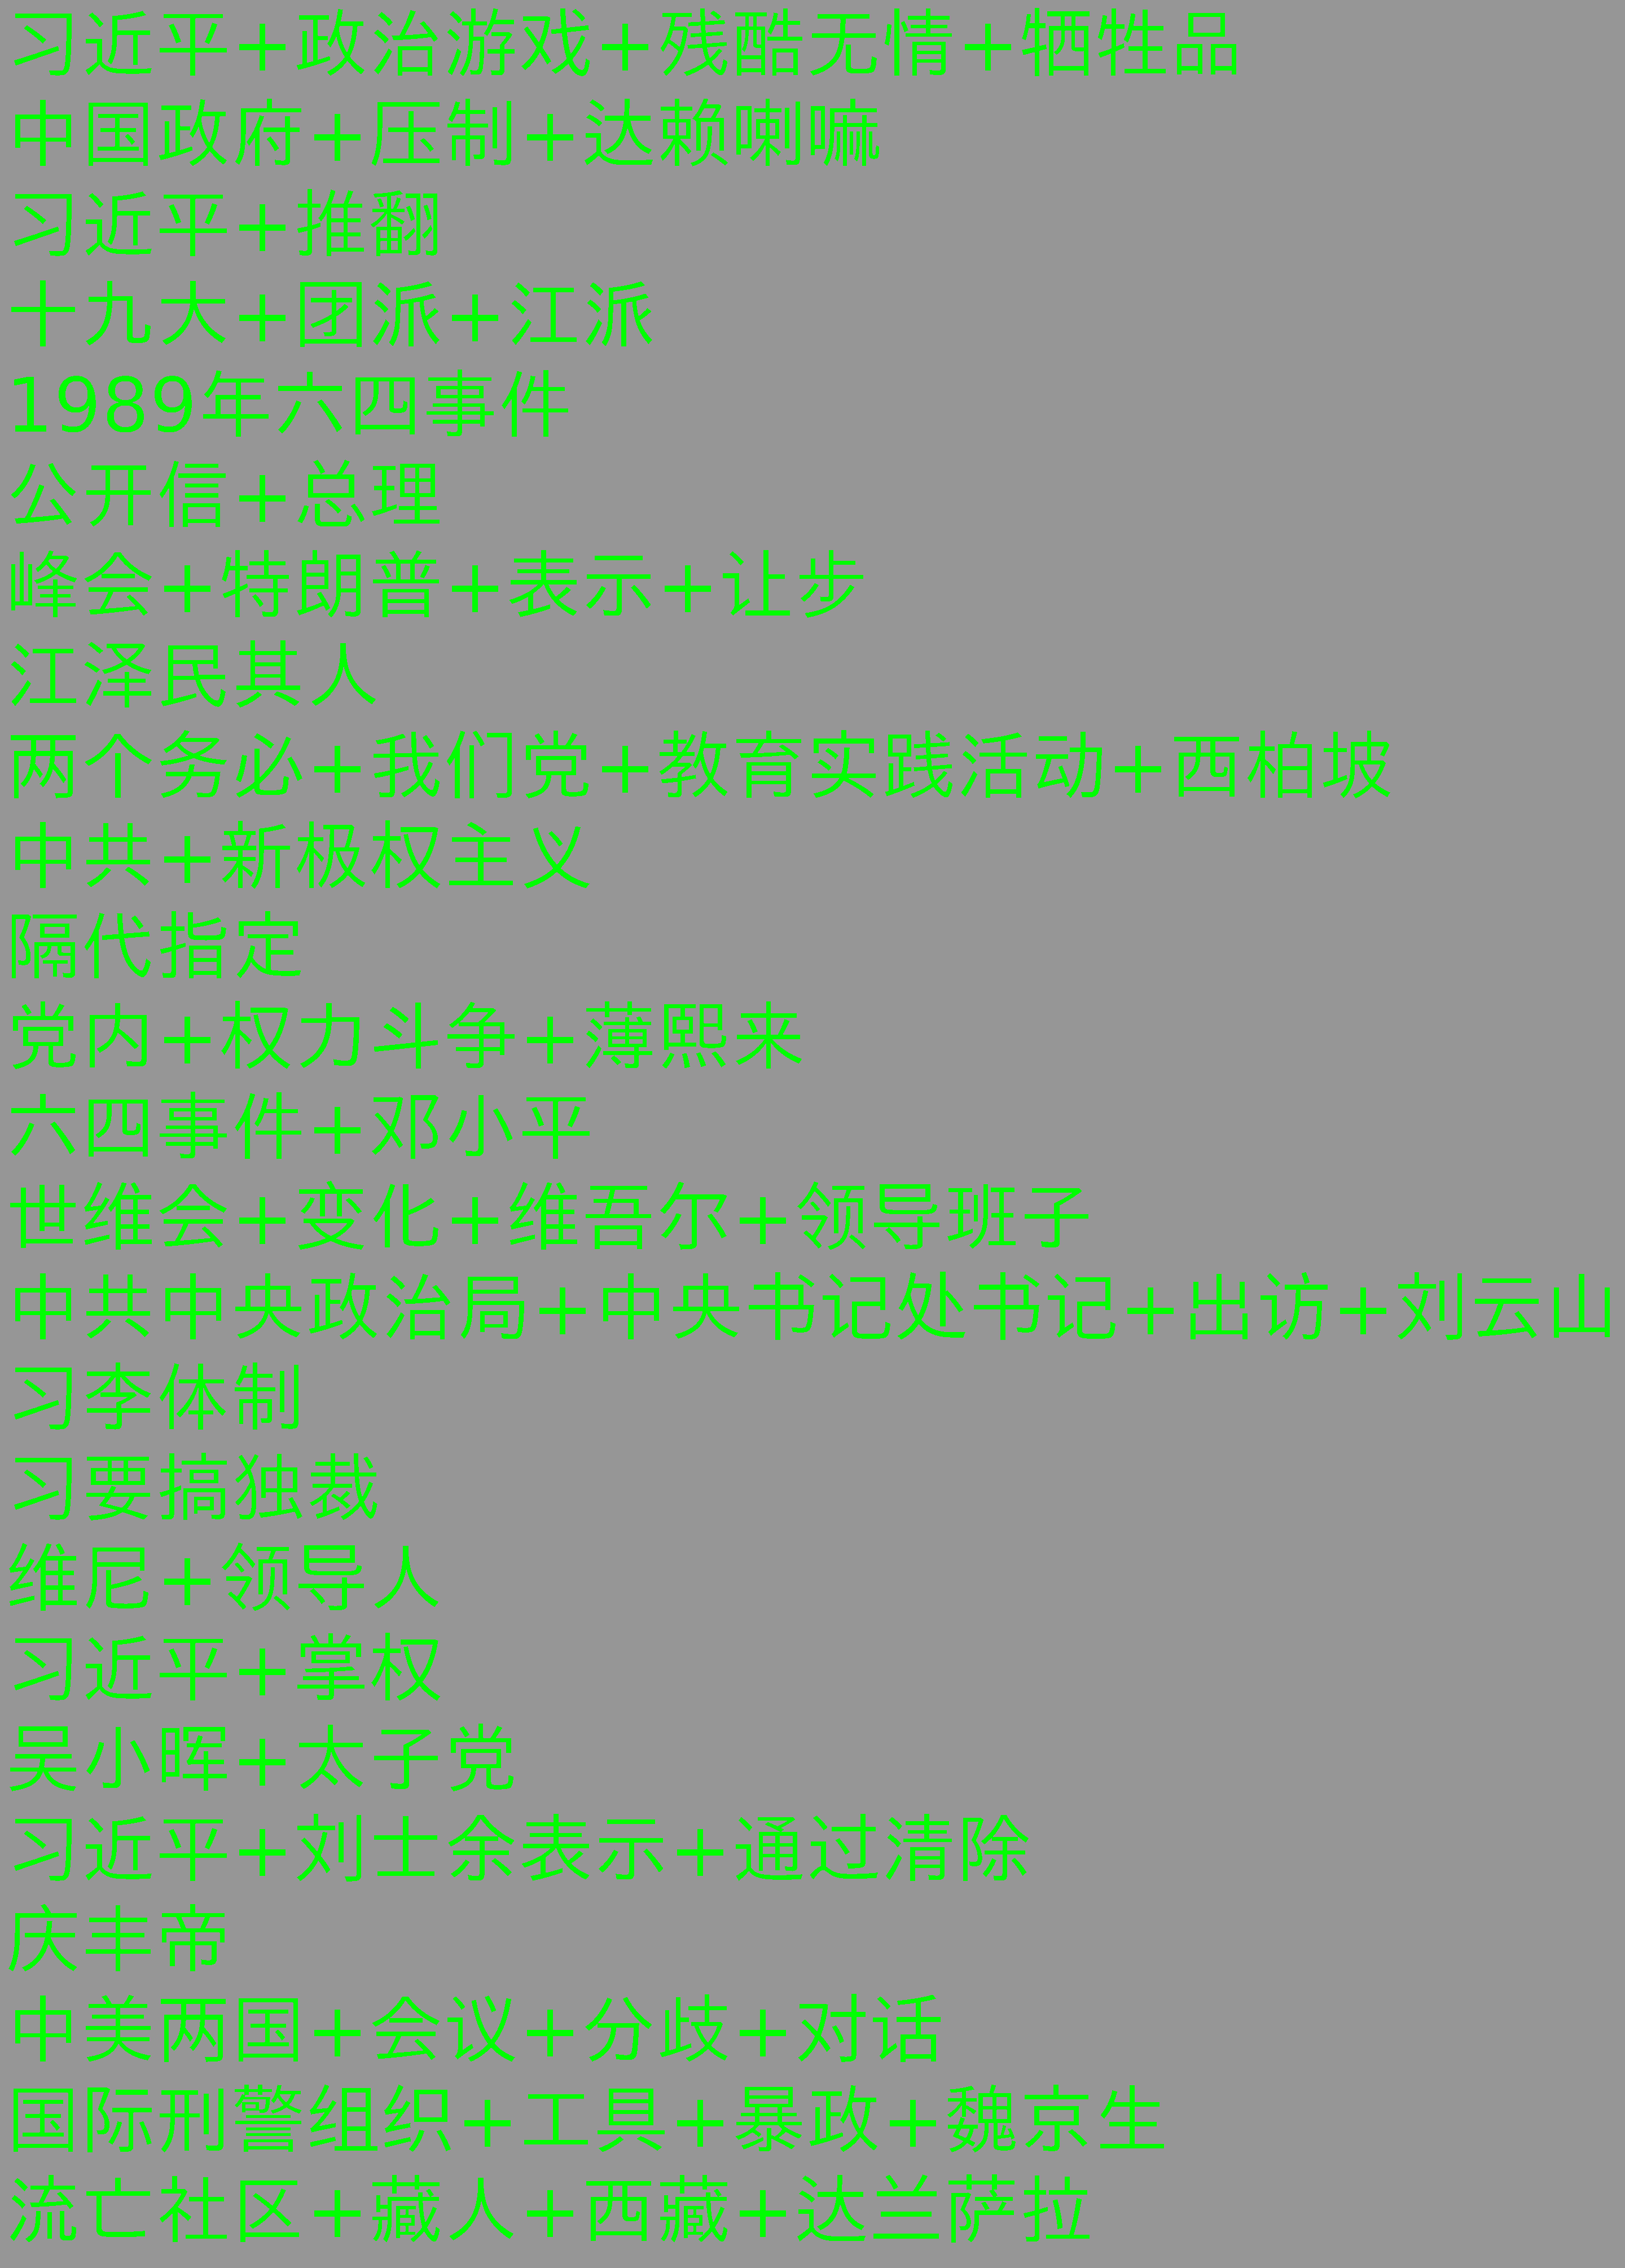 习近平+政治游戏+残酷无情+牺牲品
中国政府+压制+达赖喇嘛
习近平+推翻
十九大+团派+江派
1989年六四事件
公开信+总理
峰会+特朗普+表示+让步
江泽民其人
两个务必+我们党+教育实践活动+西柏坡
中共+新极权主义
隔代指定
党内+权力斗争+薄熙来
六四事件+邓小平
世维会+变化+维吾尔+领导班子
中共中央政治局+中央书记处书记+出访+刘云山
习李体制
习要搞独裁
维尼+领导人
习近平+掌权
吴小晖+太子党
习近平+刘士余表示+通过清除
庆丰帝
中美两国+会议+分歧+对话
国际刑警组织+工具+暴政+魏京生
流亡社区+藏人+西藏+达兰萨拉